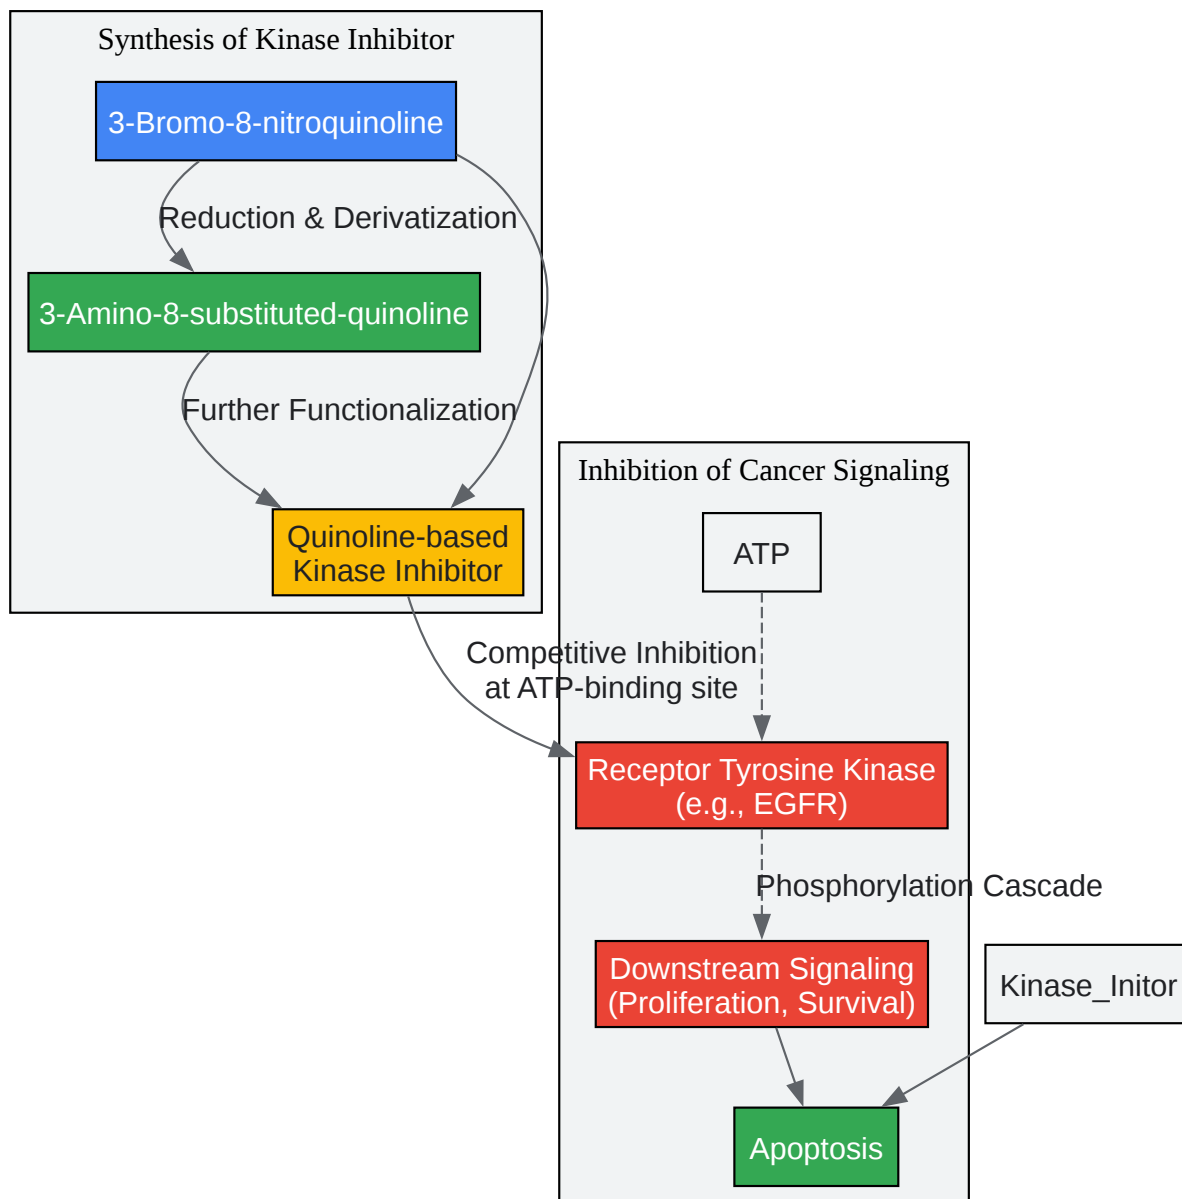 Synthesis of Kinase Inhibitor
3-Bromo-8-nitroquinoline
Reduction & Derivatization
3-Amino-8-substituted-quinoline
Further Functionalization
Quinoline-based
Kinase Inhibitor
Inhibition of Cancer Signaling
ATP
Competitive Inhibition
at ATP-binding site
Receptor Tyrosine Kinase
(e.g., EGFR)
Phosphorylation Cascade
Downstream Signaling
(Proliferation, Survival)
Kinase_Initor
Apoptosis